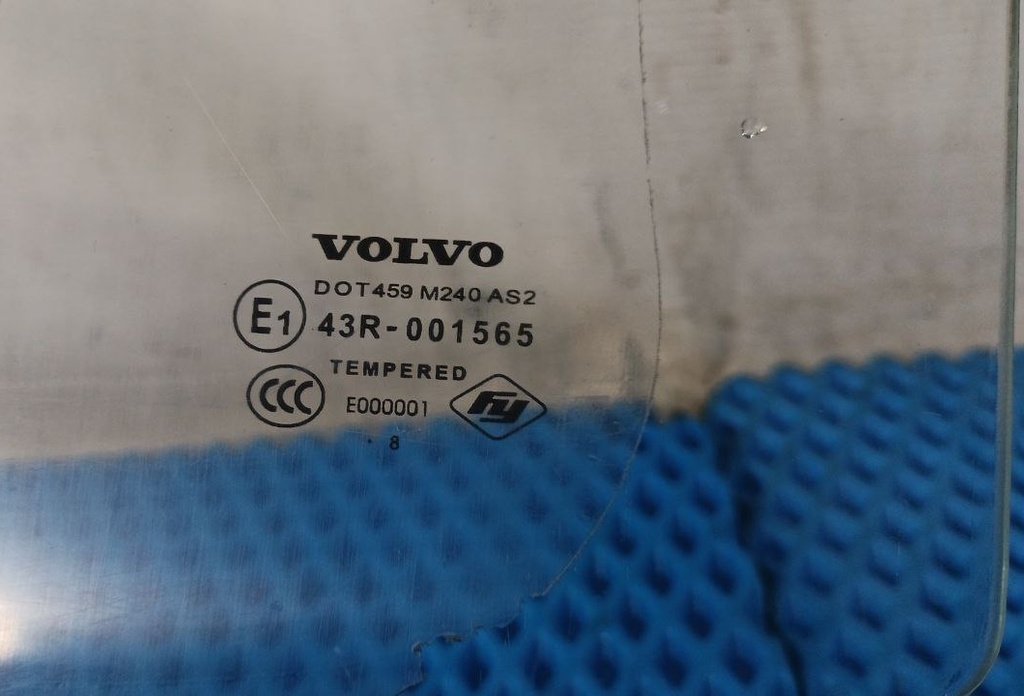 VOLVO
DOT459 M240 AS2
E1 43R-001565
TEMPERED
CCC E000001 FY
8